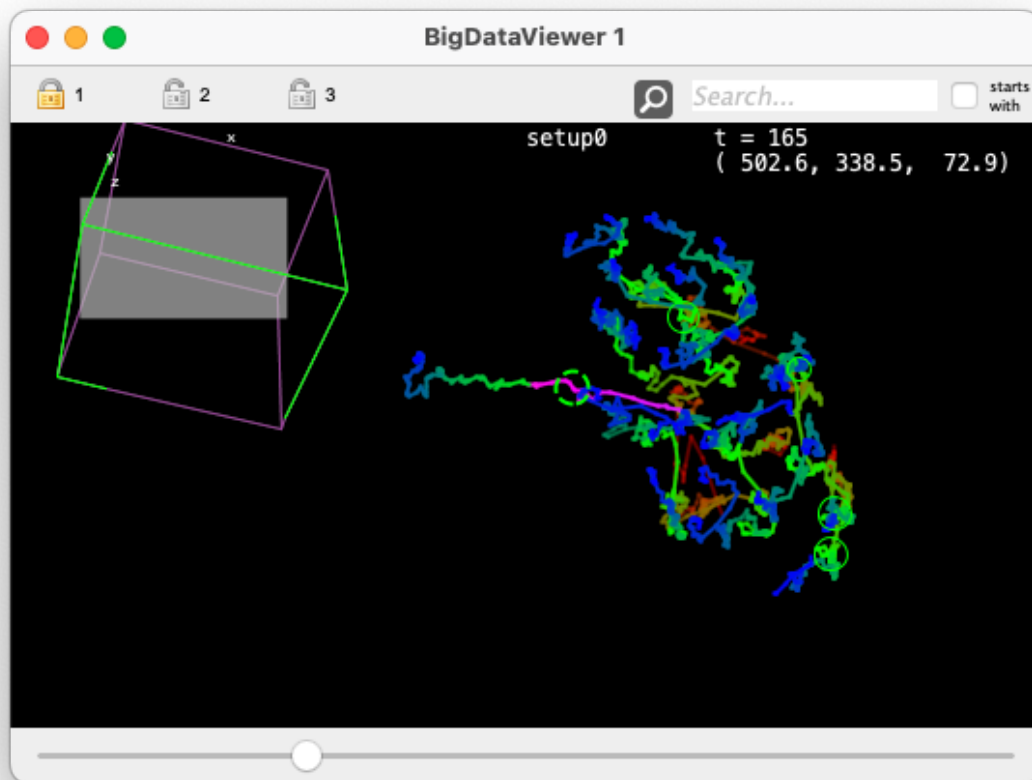 BigDataViewer 1
1 2 3 Search... starts with
setup0 t = 165
( 502.6, 338.5,  72.9)
x
y
z